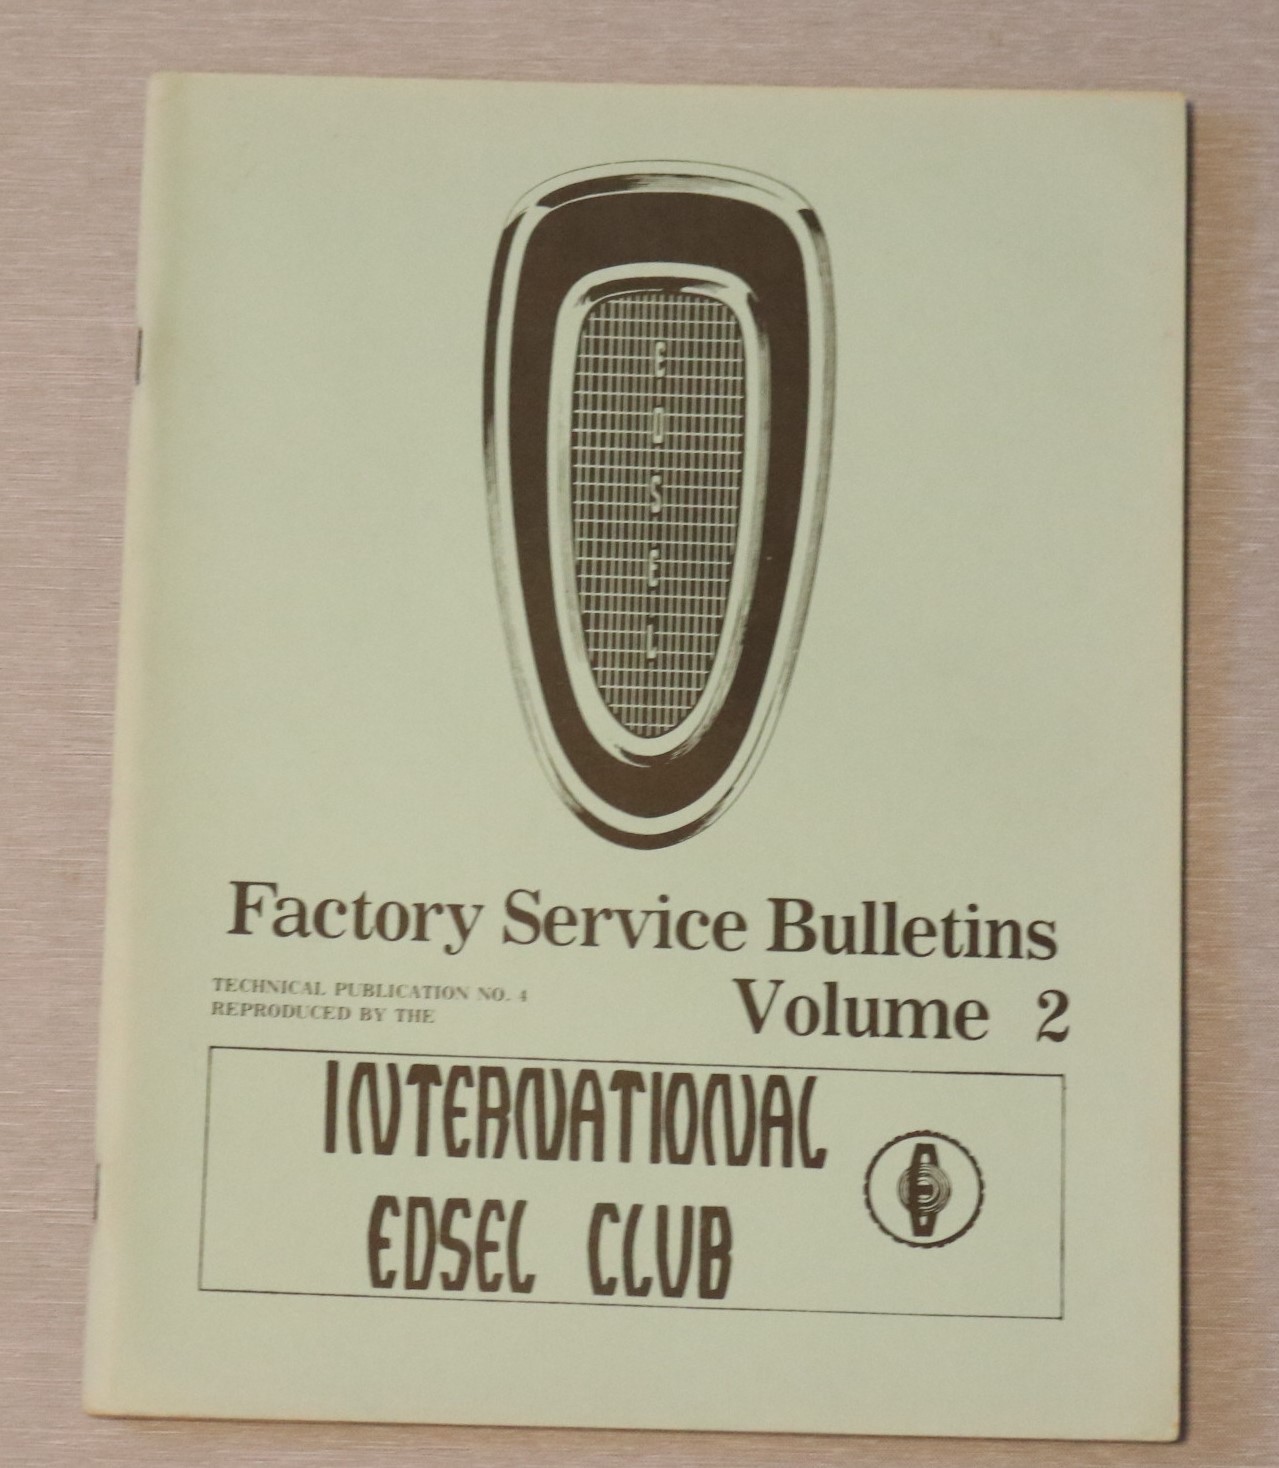 EDSEL
Factory Service Bulletins
Volume 2
TECHNICAL PUBLICATION NO. 4
REPRODUCED BY THE
INTERNATIONAL
EDSEL CLUB
E